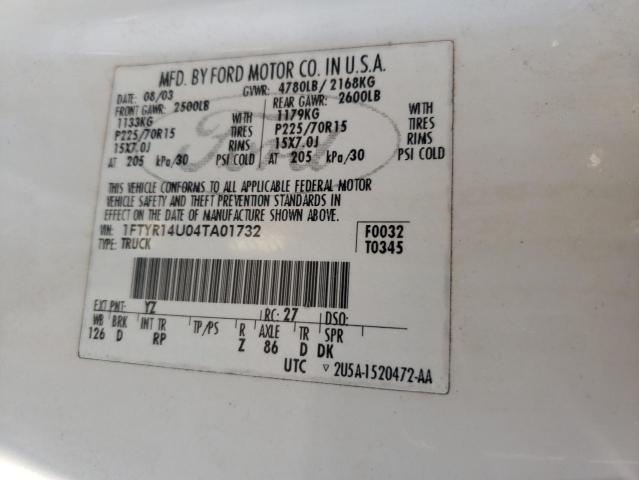 MFD. BY FORD MOTOR CO. IN U.S.A.
DATE: 08/03 GVWR: 4780LB/ 2168KG
FRONT GAWR: 2500LB REAR GAWR: 2600LB
1133KG WITH 1179KG WITH
P225/70R15 TIRES P225/70R15 TIRES
15X7.0J RIMS 15X7.0J RIMS
AT 205 kPa/30 PSI COLD AT 205 kPa/30 PSI COLD
Ford
THIS VEHICLE CONFORMS TO ALL APPLICABLE FEDERAL MOTOR
VEHICLE SAFETY AND THEFT PREVENTION STANDARDS IN
EFFECT ON THE DATE OF MANUFACTURE SHOWN ABOVE.
VIN: 1FTYR14U04TA01732 F0032
TYPE: TRUCK T0345
EXT PNT: YZ RC: 27 DSO:
WB BRK INT TR TP/PS R AXLE TR SPR
126 D RP Z 86 D DK
UTC ▽ 2U5A-1520472-AA